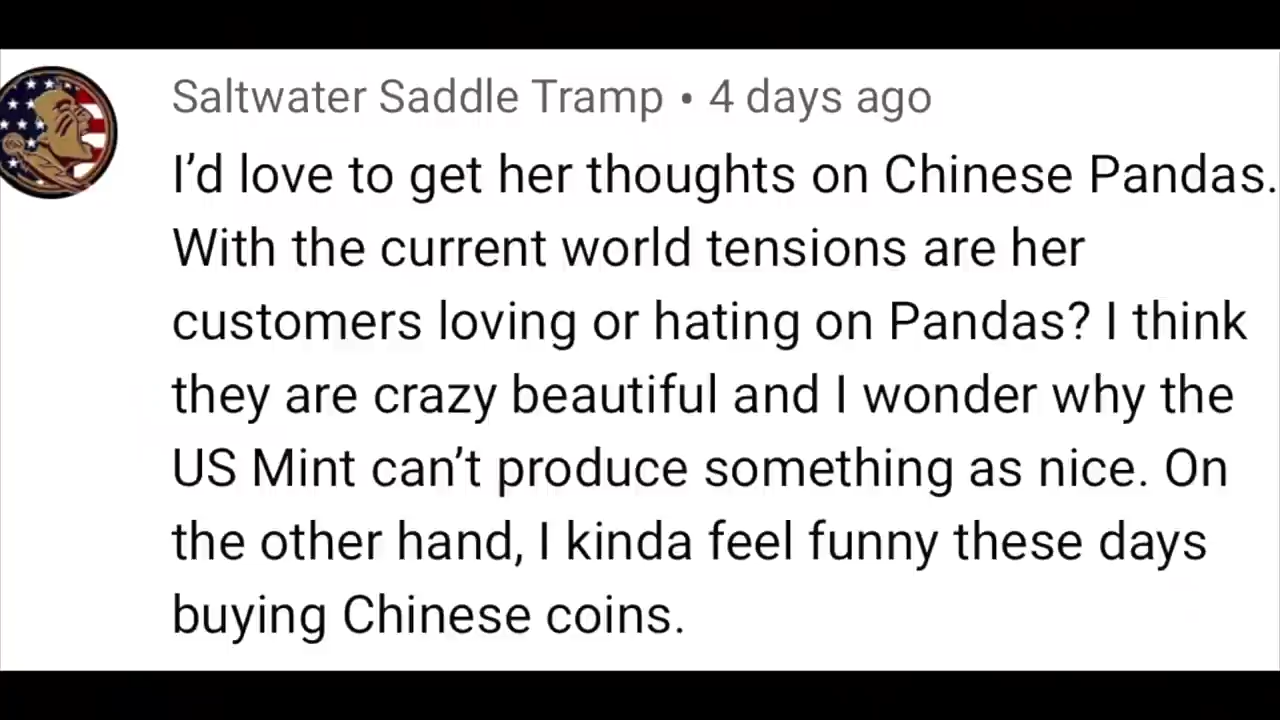 Saltwater Saddle Tramp • 4 days ago
I’d love to get her thoughts on Chinese Pandas.
With the current world tensions are her
customers loving or hating on Pandas? I think
they are crazy beautiful and I wonder why the
US Mint can’t produce something as nice. On
the other hand, I kinda feel funny these days
buying Chinese coins.